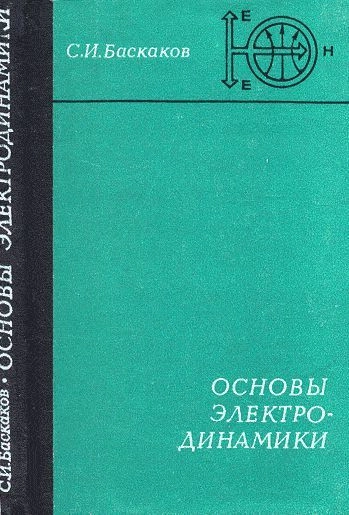 С.И. Баскаков
E
E
H
ОСНОВЫ
ЭЛЕКТРО-
ДИНАМИКИ
С.И.Баскаков · ОСНОВЫ ЭЛЕКТРОДИНАМИКИ